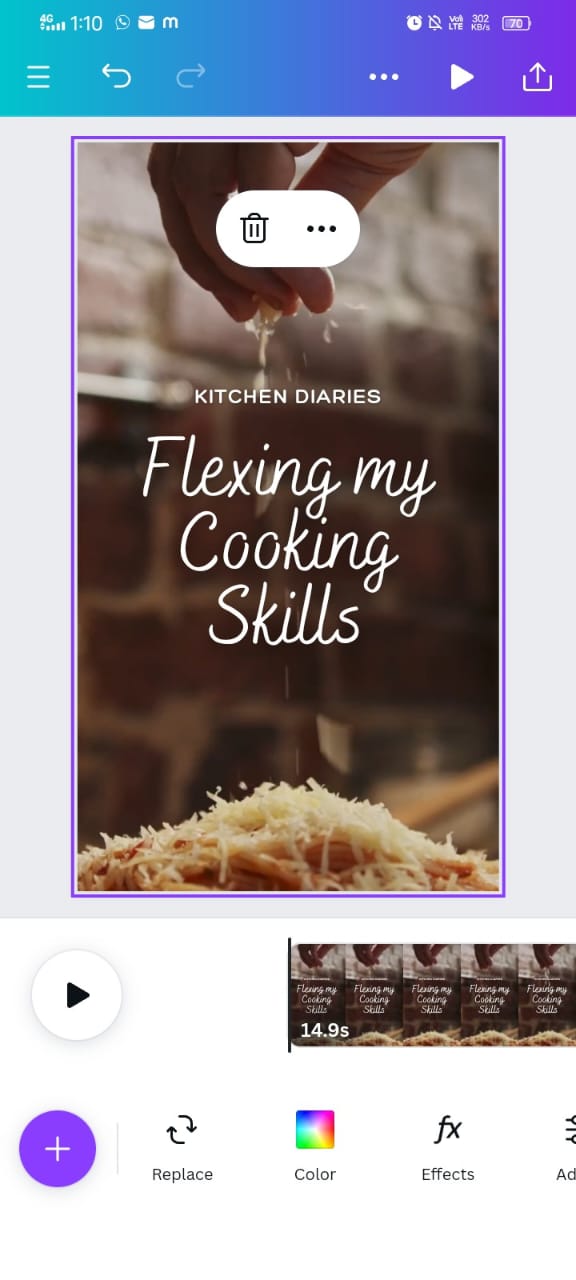 4G 1:10 m VoII LTE 302 KB/s 70
KITCHEN DIARIES
Flexing my
Cooking
Skills
Flexing my Flexing my Flexing my Flexing my Flexing my
Cooking Cooking Cooking Cooking Cooking
Skills Skills Skills Skills Skills
14.9s
Replace Color fx Effects Ad